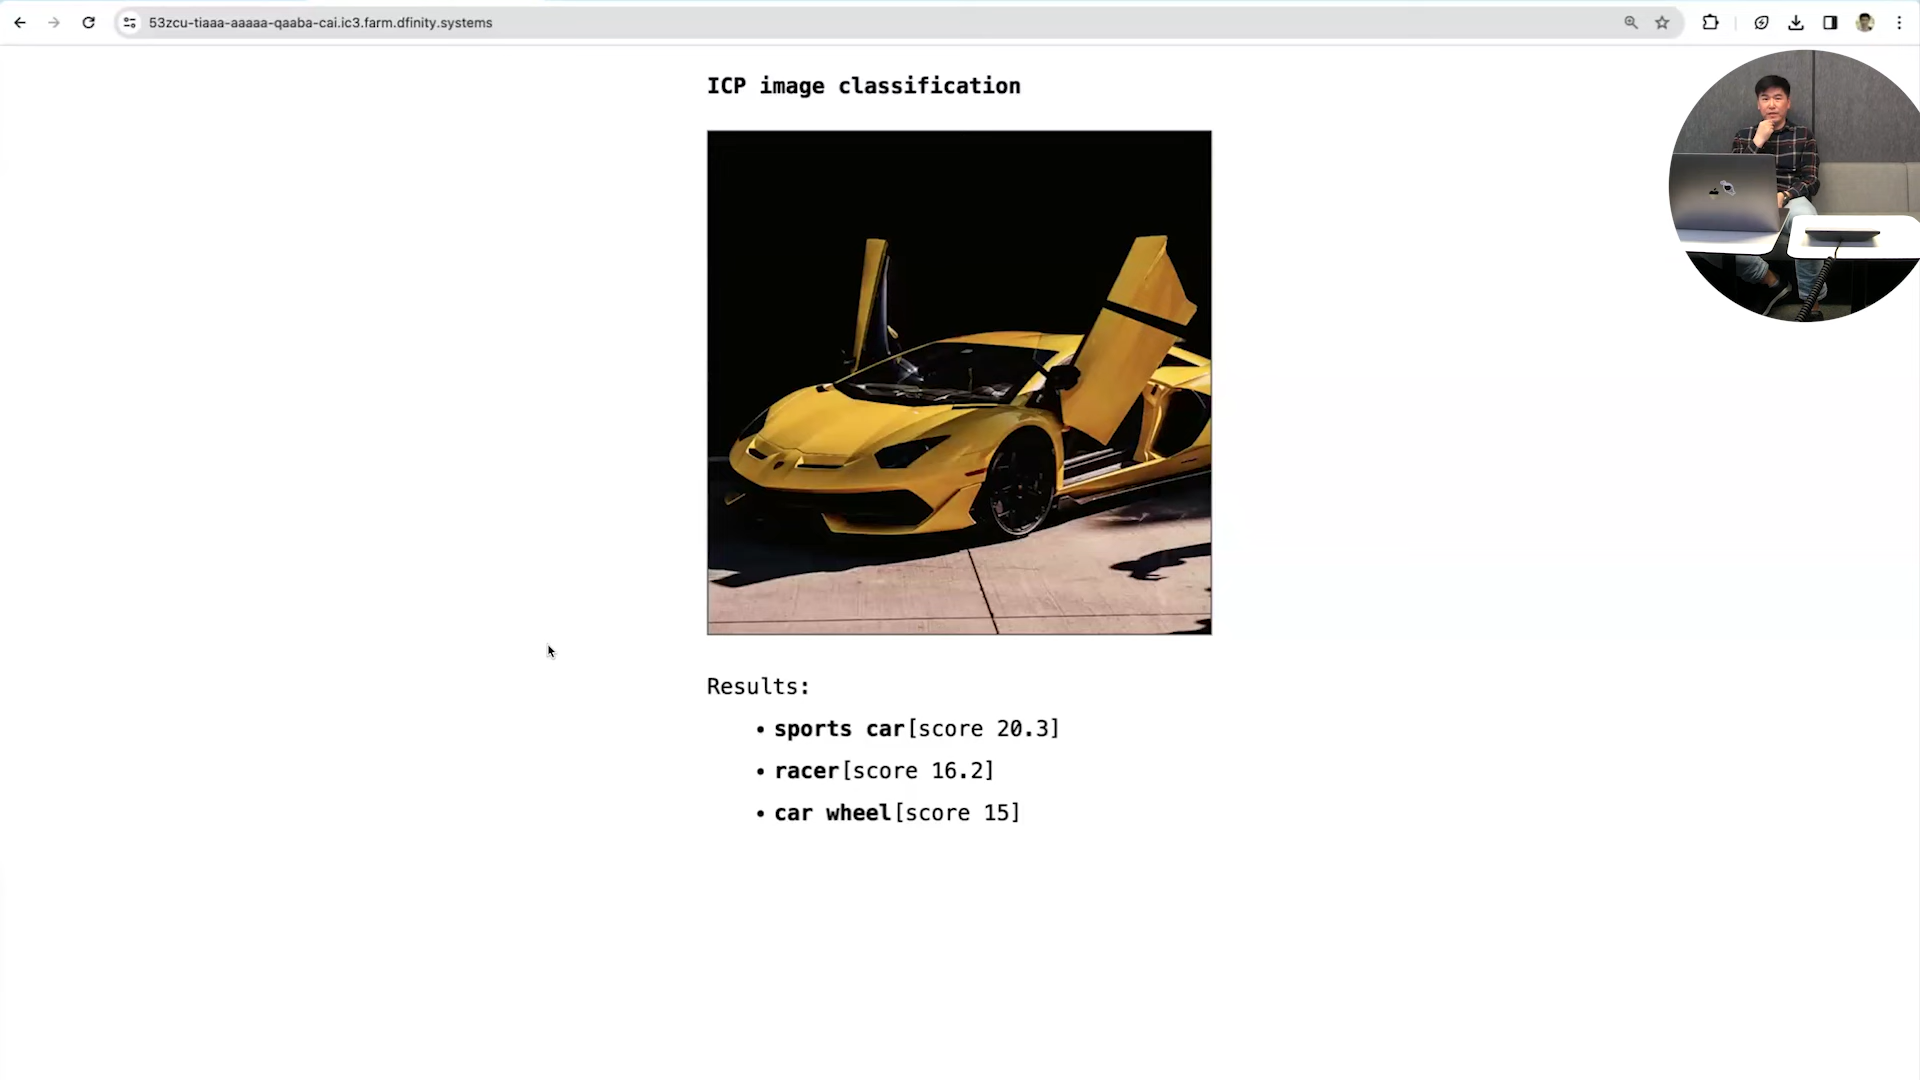 53zcu-tiaaa-aaaaa-qaaba-cai.ic3.farm.dfinity.systems
ICP image classification
Results:
• sports car[score 20.3]
• racer[score 16.2]
• car wheel[score 15]